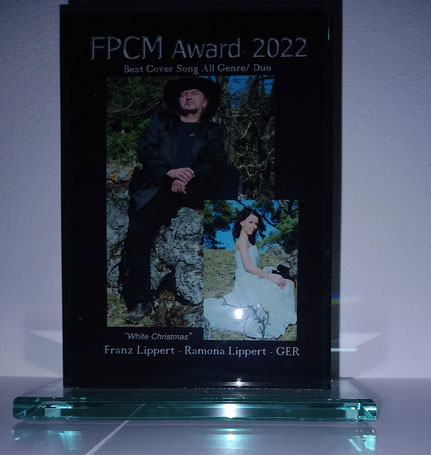 FPCM Award 2022
Best Cover Song All Genre/ Duo
"White Christmas"
Franz Lippert - Ramona Lippert - GER